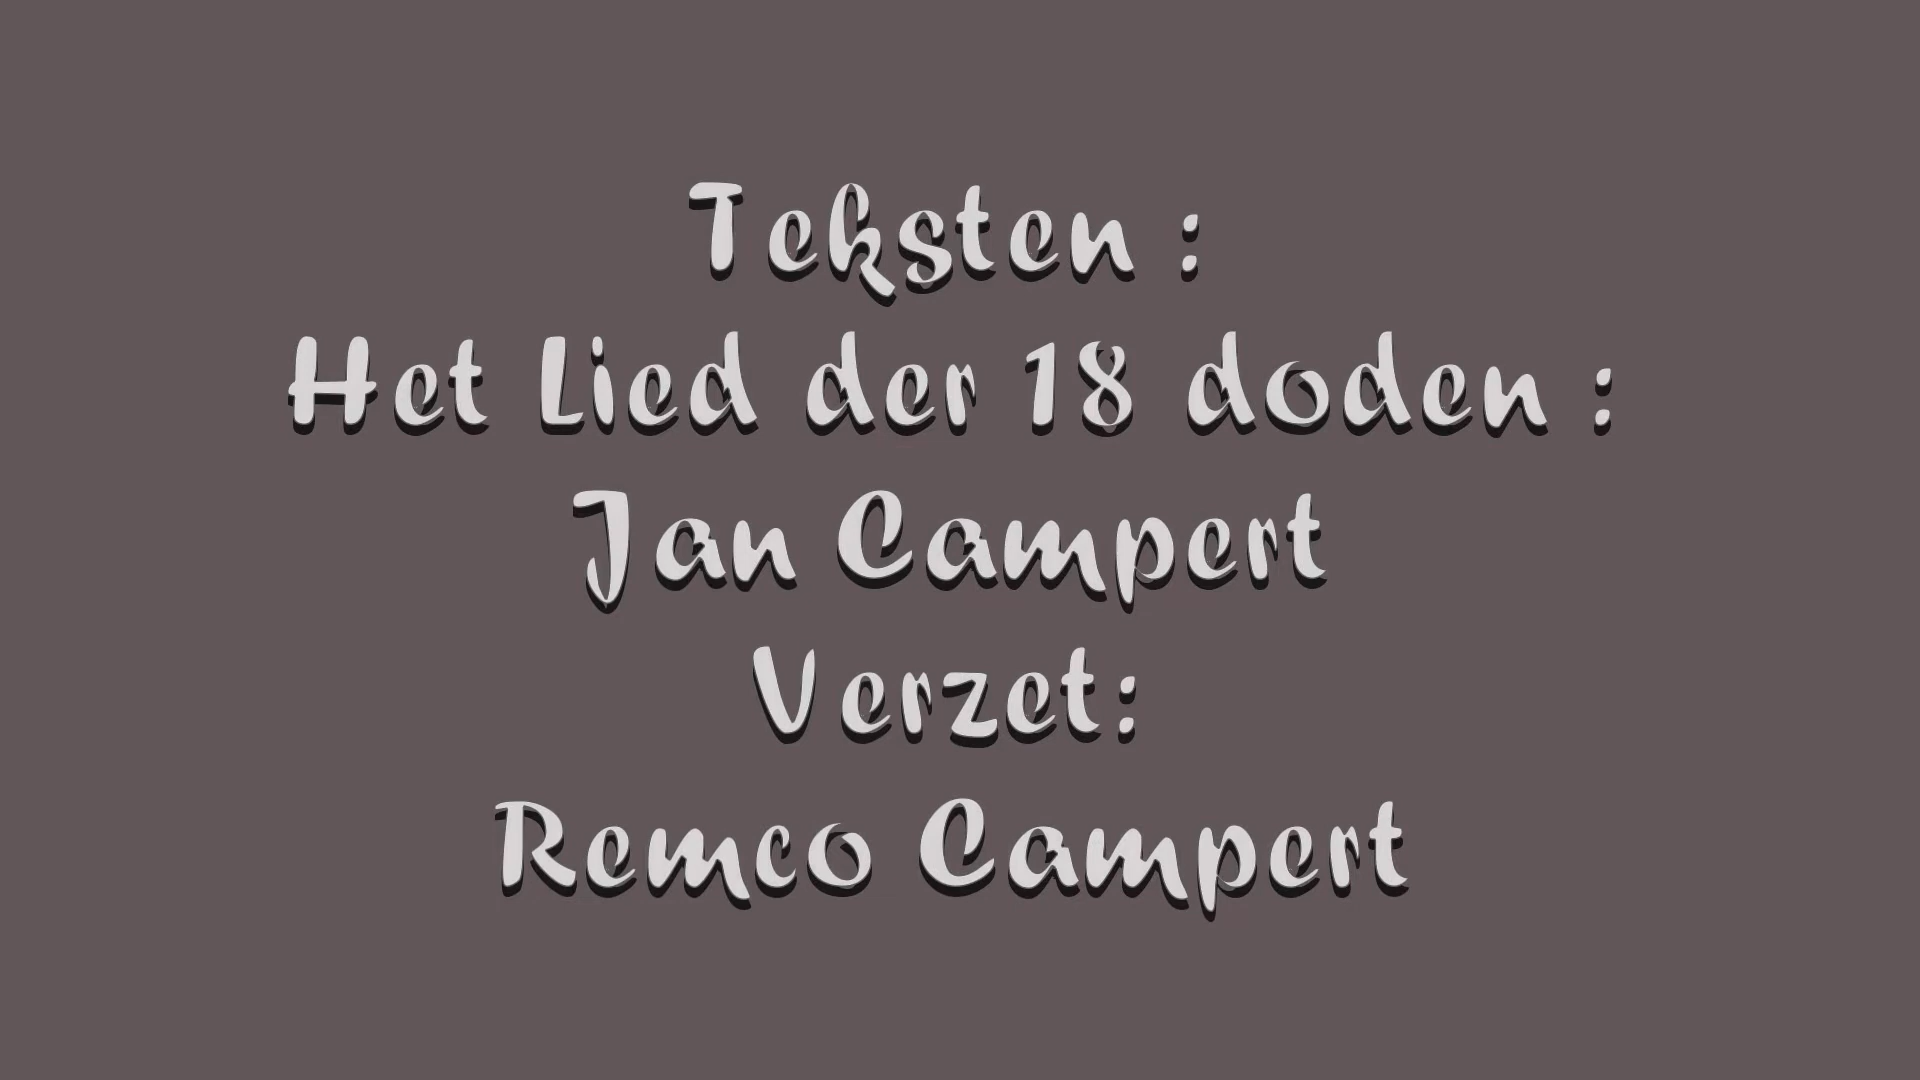 Teksten :
Het Lied der 18 doden :
Jan Campert
Verzet:
Remco Campert